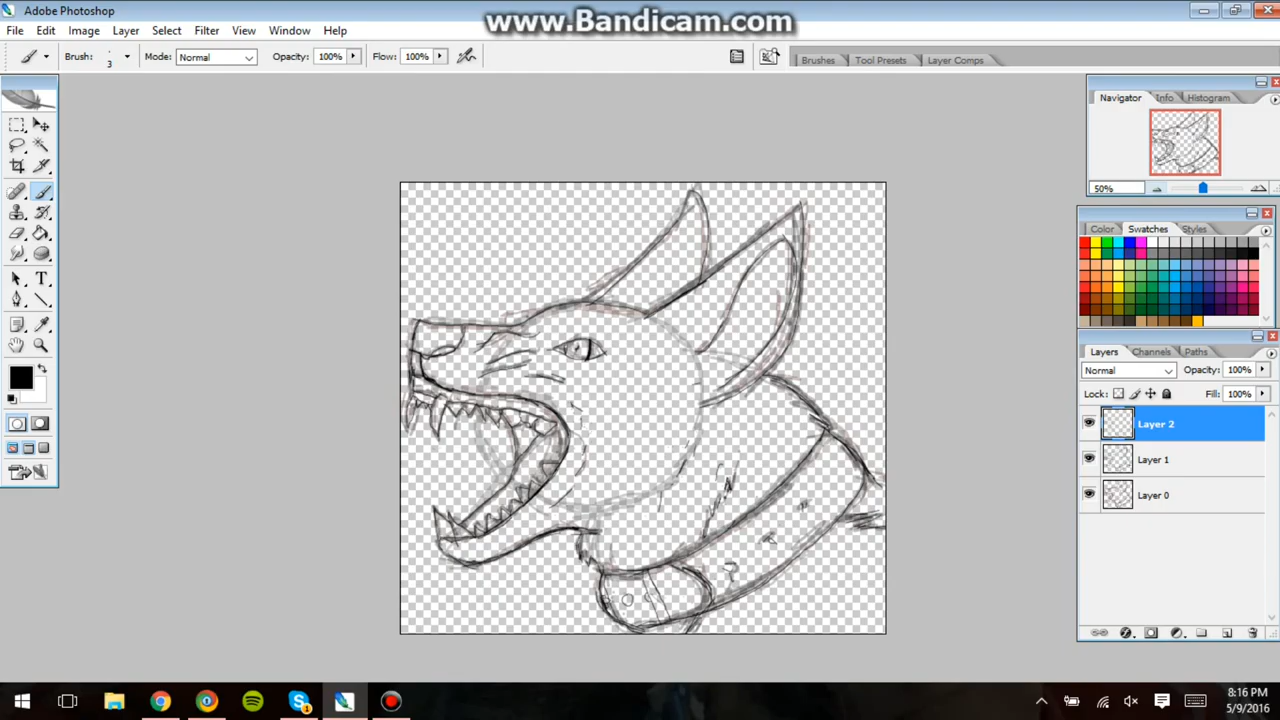 Adobe Photoshop
www.Bandicam.com
File Edit Image Layer Select Filter View Window Help
Brush: 3 Mode: Normal Opacity: 100% Flow: 100% Brushes Tool Presets Layer Comps
Navigator Info Histogram
50%
Color Swatches Styles
Layers Channels Paths
Normal Opacity: 100%
Lock: Fill: 100%
Layer 2
Layer 1
Layer 0
8:16 PM
5/9/2016